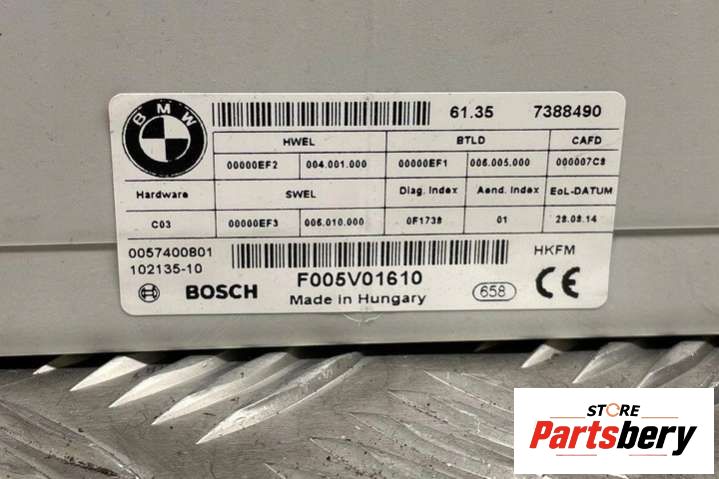 BMW
61.35 7388490
HWEL BTLD CAFD
00000EF2 004.001.000 00000EF1 006.005.000 000007C8
Hardware SWEL Diag. Index Aend. Index EoL-DATUM
C03 00000EF3 006.010.000 0F1738 01 28.08.14
0057400801 HKFM
102135-10
BOSCH F005V01610 658 CE
Made in Hungary
STORE
Partsbery